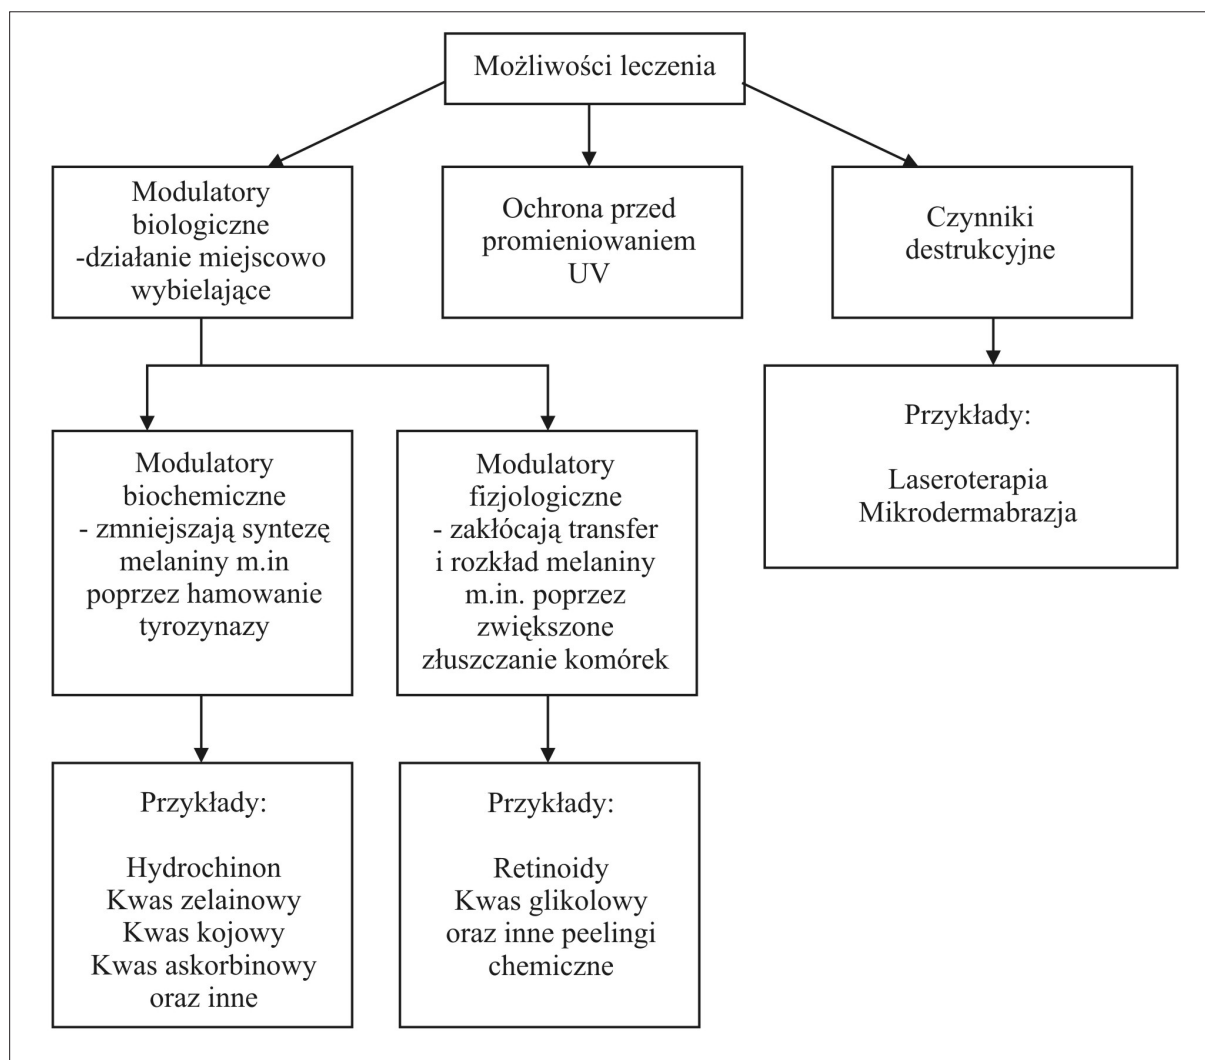 Możliwości leczenia
Modulatory
biologiczne
-działanie miejscowo
wybielające
Ochrona przed
promieniowaniem
UV
Czynniki
destrukcyjne
Modulatory
biochemiczne
- zmniejszają syntezę
melaniny m.in
poprzez hamowanie
tyrozynazy
Modulatory
fizjologiczne
- zakłócają transfer
i rozkład melaniny
m.in. poprzez
zwiększone
złuszczanie komórek
Przykłady:
Laseroterapia
Mikrodermabrazja
Przykłady:
Hydrochinon
Kwas zelainowy
Kwas kojowy
Kwas askorbinowy
oraz inne
Przykłady:
Retinoidy
Kwas glikolowy
oraz inne peelingi
chemiczne